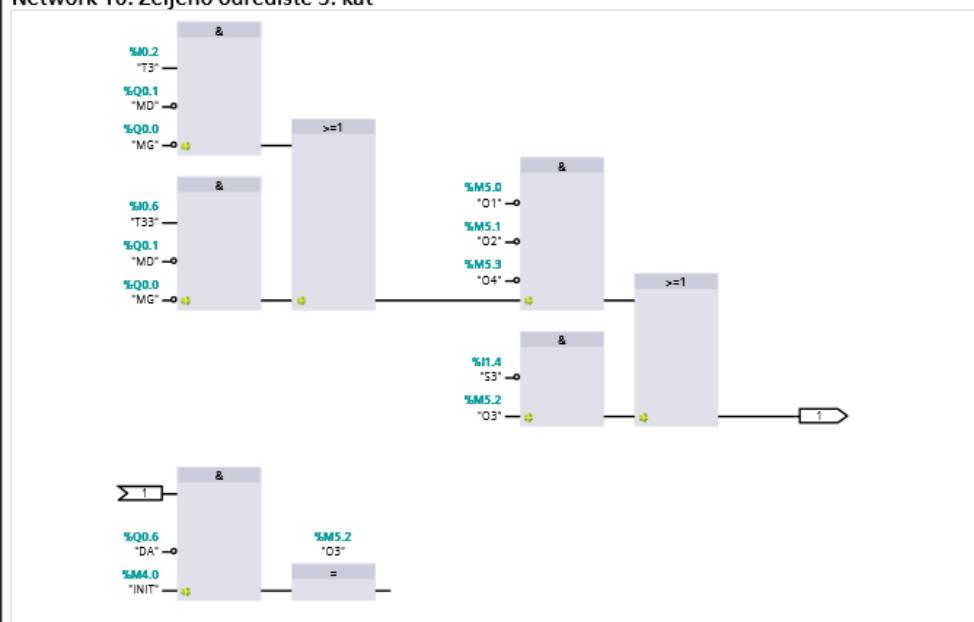 Network 10: Željeno odredište 3. kat
&
%I0.2
"T3"
%Q0.1
"MD"
%Q0.0
"MG"
>=1
&
%I0.6
"T33"
%Q0.1
"MD"
%Q0.0
"MG"
&
%M5.0
"O1"
%M5.1
"O2"
%M5.3
"O4"
>=1
&
%I1.4
"S3"
%M5.2
"O3"
1
1
&
%Q0.6
"DA"
%M4.0
"INIT"
%M5.2
"O3"
=